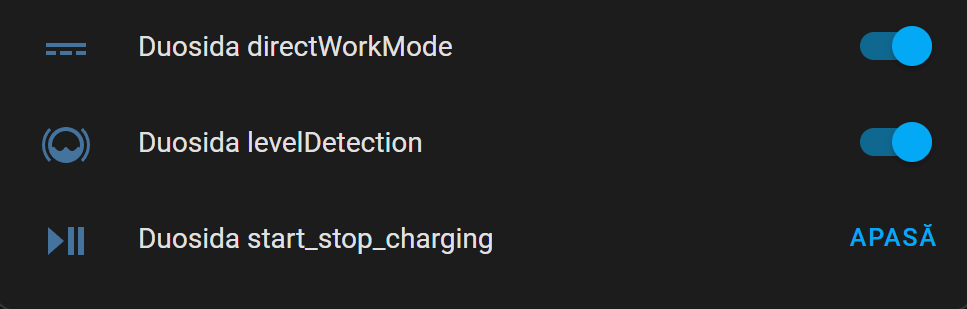 Duosida directWorkMode
Duosida levelDetection
Duosida start_stop_charging APASĂ